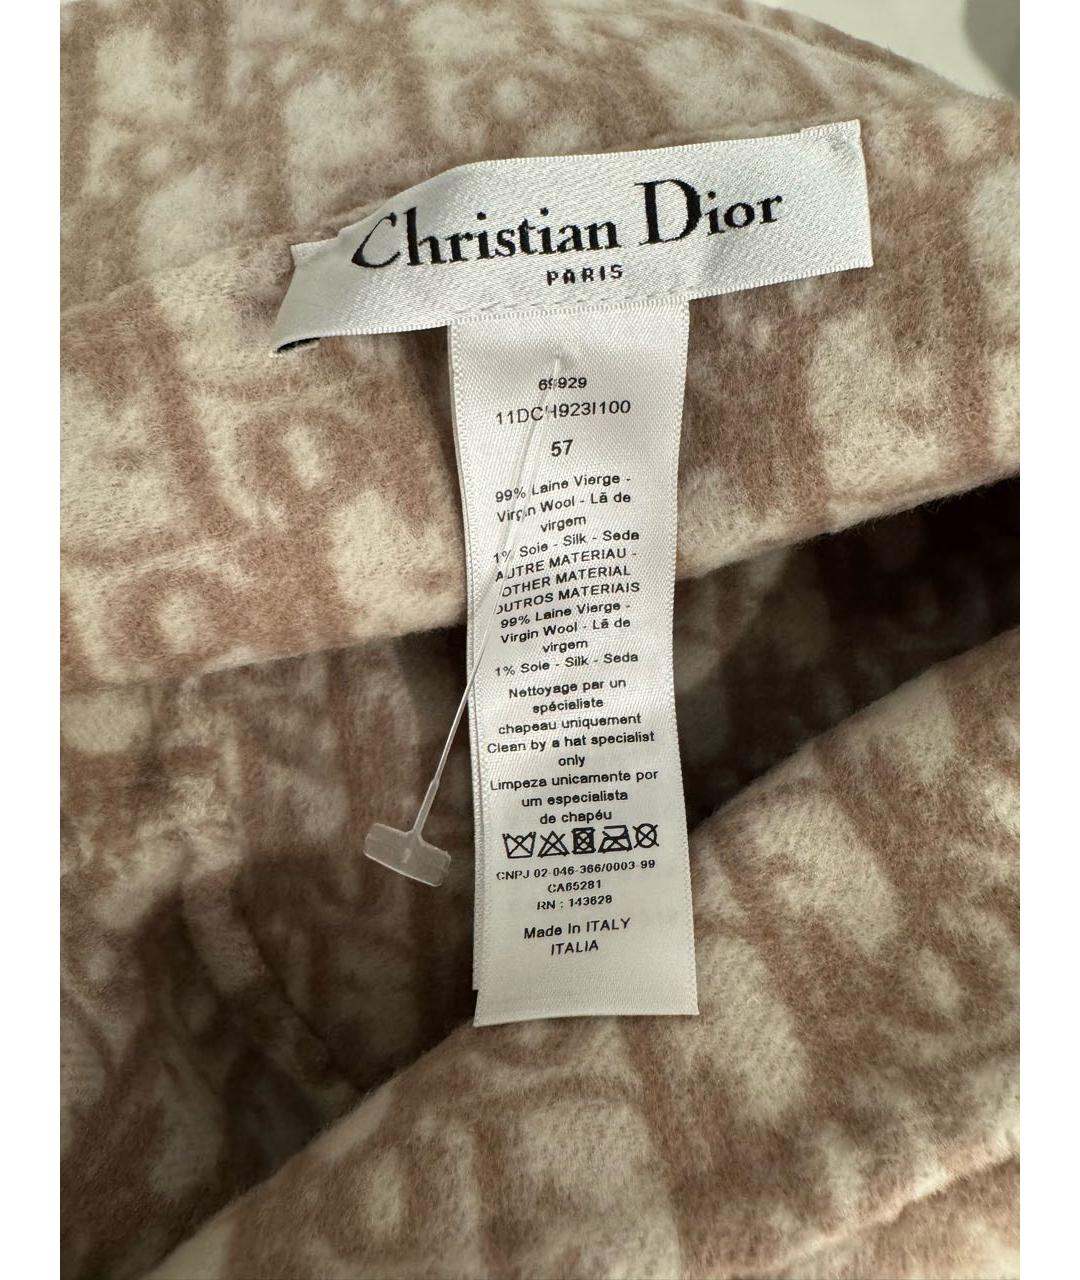 Christian Dior
PARIS
69929
11DCH923I100
57
99% Laine Vierge -
Virgin Wool - Lã de
virgem
1% Soie - Silk - Seda
AUTRE MATERIAU -
OTHER MATERIAL
OUTROS MATERIAIS
99% Laine Vierge -
Virgin Wool - Lã de
virgem
1% Soie - Silk - Seda
Nettoyage par un
spécialiste
chapeau uniquement
Clean by a hat specialist
only
Limpeza unicamente por
um especialista
de chapéu
CNPJ 02-046-366/0003-99
CA65281
RN : 143628
Made In ITALY
ITALIA